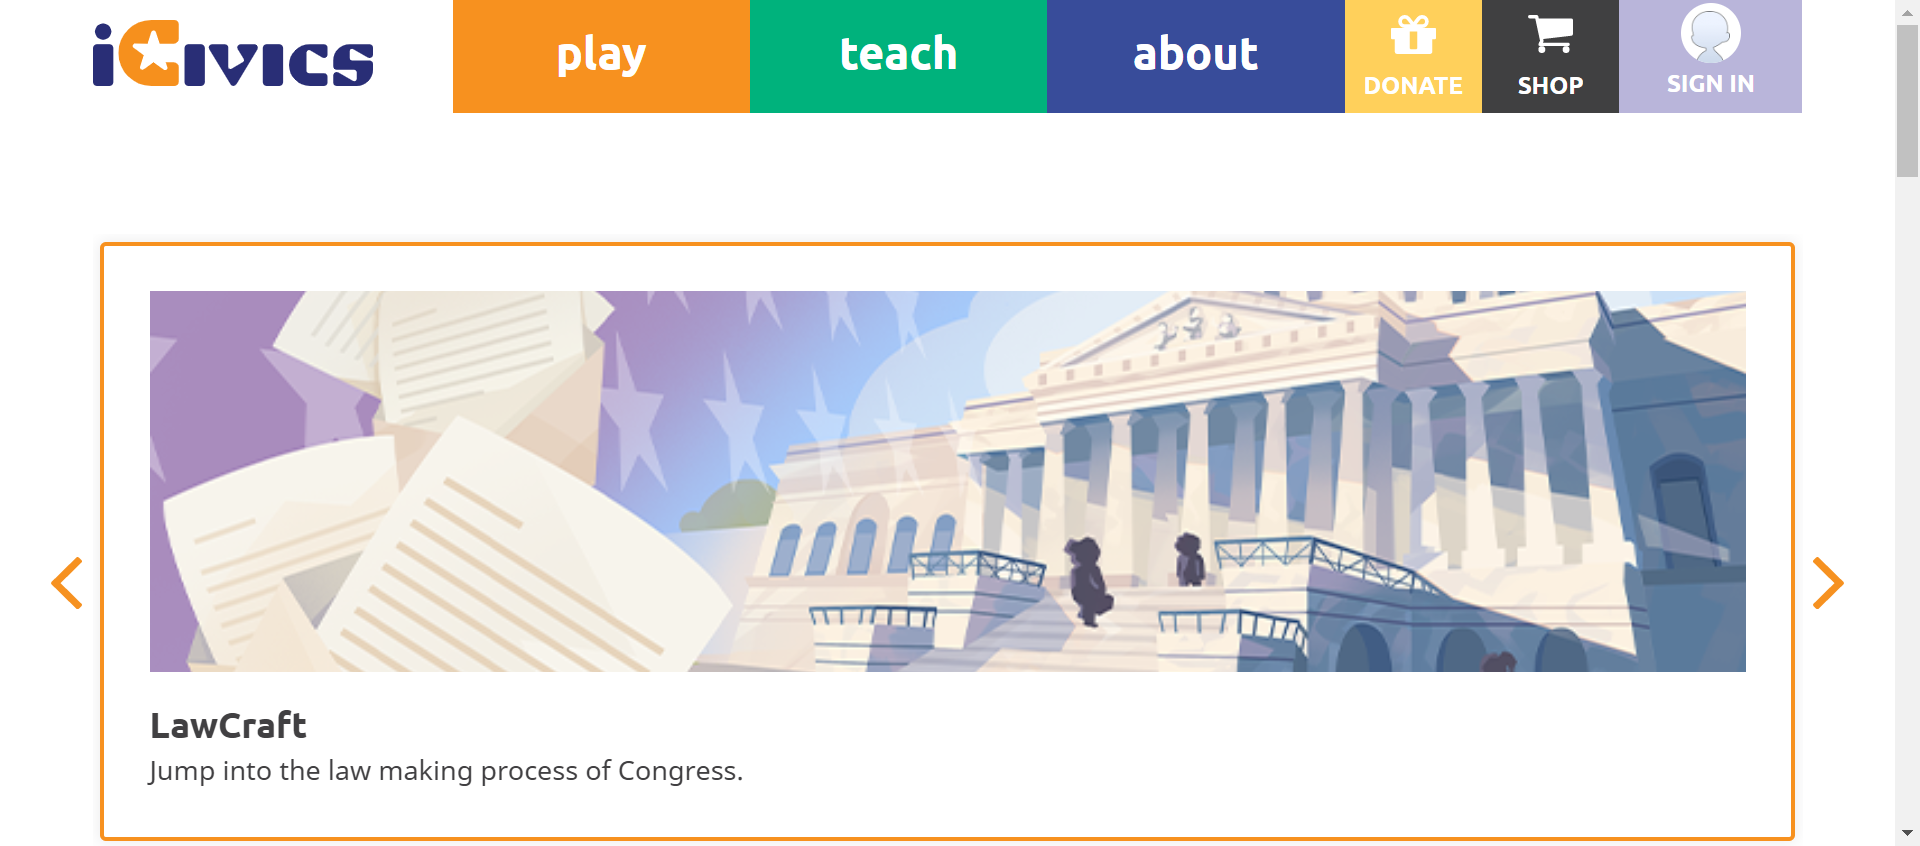 iCivics
play
teach
about
DONATE
SHOP
SIGN IN
LawCraft
Jump into the law making process of Congress.